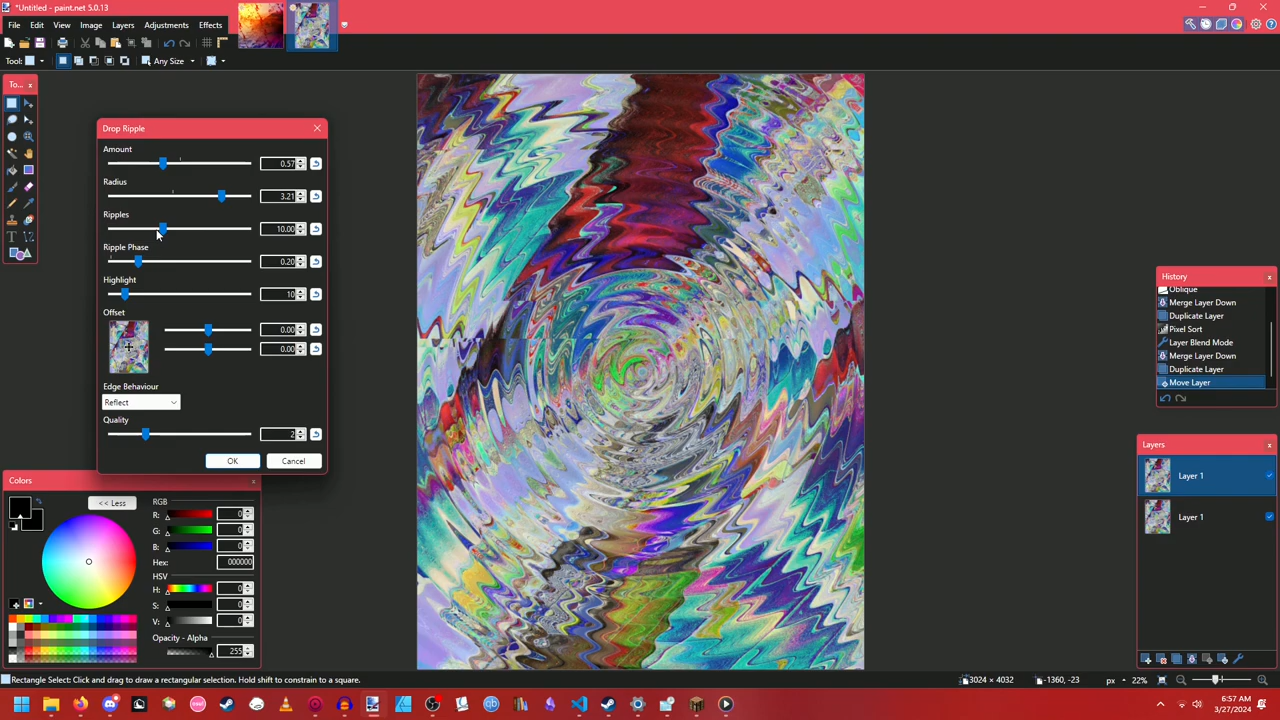 *Untitled - paint.net 5.0.13
File Edit View Image Layers Adjustments Effects
Tool: Any Size
To... x
Drop Ripple
Amount
0.57
Radius
3.21
Ripples
10.00
Ripple Phase
0.20
Highlight
10
Offset
0.00
0.00
Edge Behaviour
Reflect
Quality
2
OK Cancel
History x
Oblique
Merge Layer Down
Duplicate Layer
Pixel Sort
Layer Blend Mode
Merge Layer Down
Duplicate Layer
Move Layer
Layers x
Layer 1
Layer 1
Colors x
<< Less
RGB
R: 0
G: 0
B: 0
Hex: 000000
HSV
H: 0
S: 0
V: 0
Opacity - Alpha
255
Rectangle Select: Click and drag to draw a rectangular selection. Hold shift to constrain to a square.
3024 × 4032 -1360, -23 px 22%
6:57 AM
3/27/2024